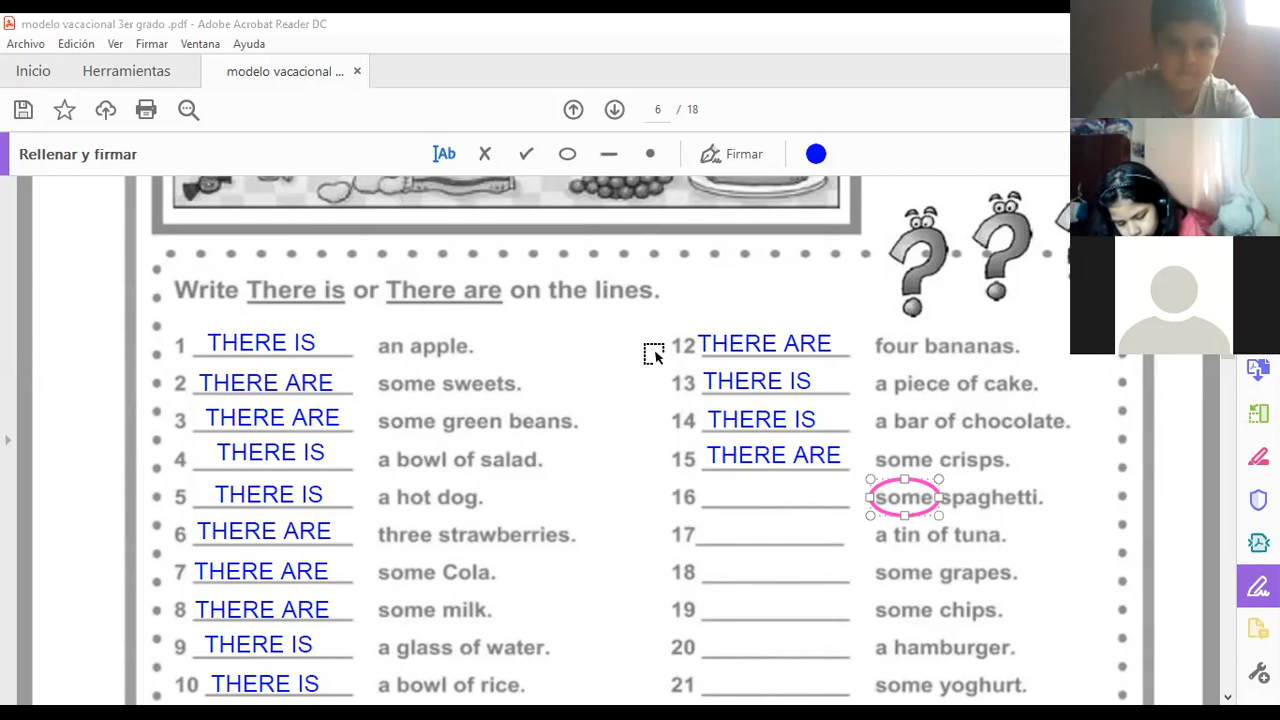 modelo vacacional 3er grado .pdf - Adobe Acrobat Reader DC
Archivo Edición Ver Firmar Ventana Ayuda
Inicio Herramientas modelo vacacional ... ×
6 / 18
Rellenar y firmar Ab Firmar
Write There is or There are on the lines.
1 THERE IS an apple.
2 THERE ARE some sweets.
3 THERE ARE some green beans.
4 THERE IS a bowl of salad.
5 THERE IS a hot dog.
6 THERE ARE three strawberries.
7 THERE ARE some Cola.
8 THERE ARE some milk.
9 THERE IS a glass of water.
10 THERE IS a bowl of rice.
12 THERE ARE four bananas.
13 THERE IS a piece of cake.
14 THERE IS a bar of chocolate.
15 THERE ARE some crisps.
16 some spaghetti.
17 a tin of tuna.
18 some grapes.
19 some chips.
20 a hamburger.
21 some yoghurt.